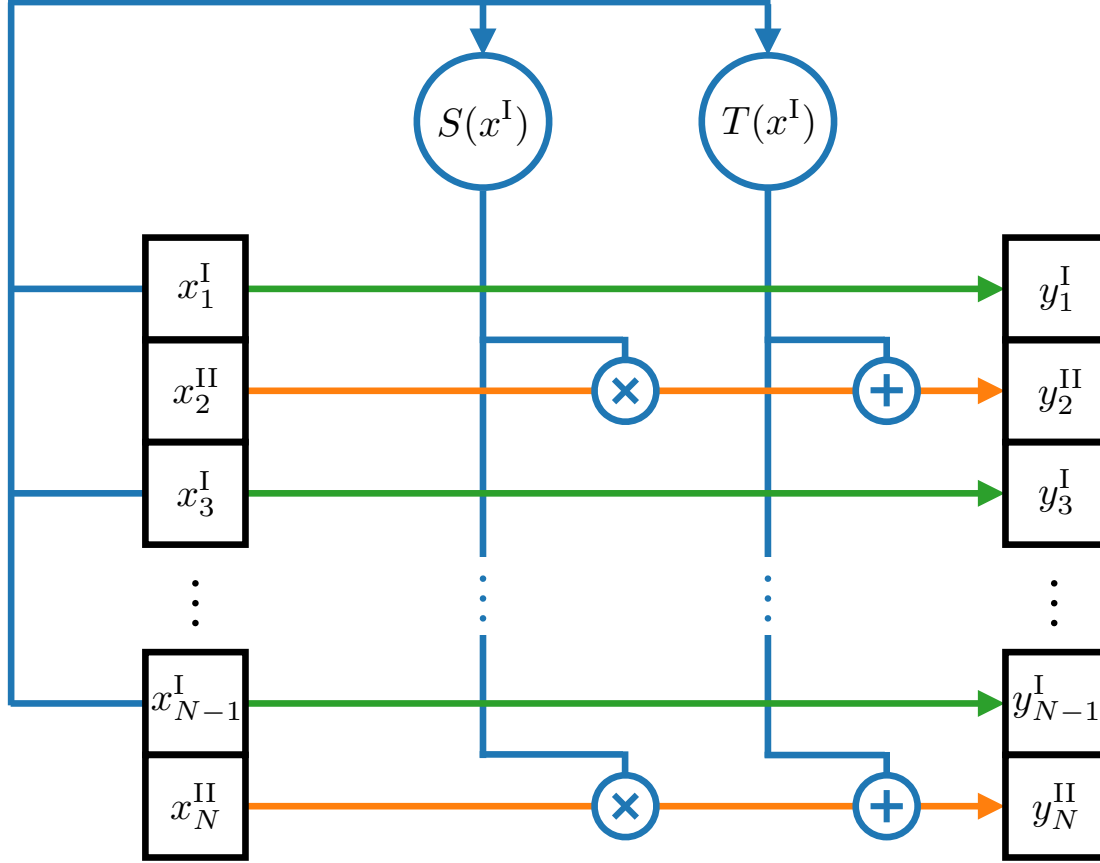 S(x^I) T(x^I)
x_1^I y_1^I
x_2^II × + y_2^II
x_3^I y_3^I
⋮ ⋮ ⋮ ⋮
x_{N−1}^I y_{N−1}^I
x_N^II × + y_N^II